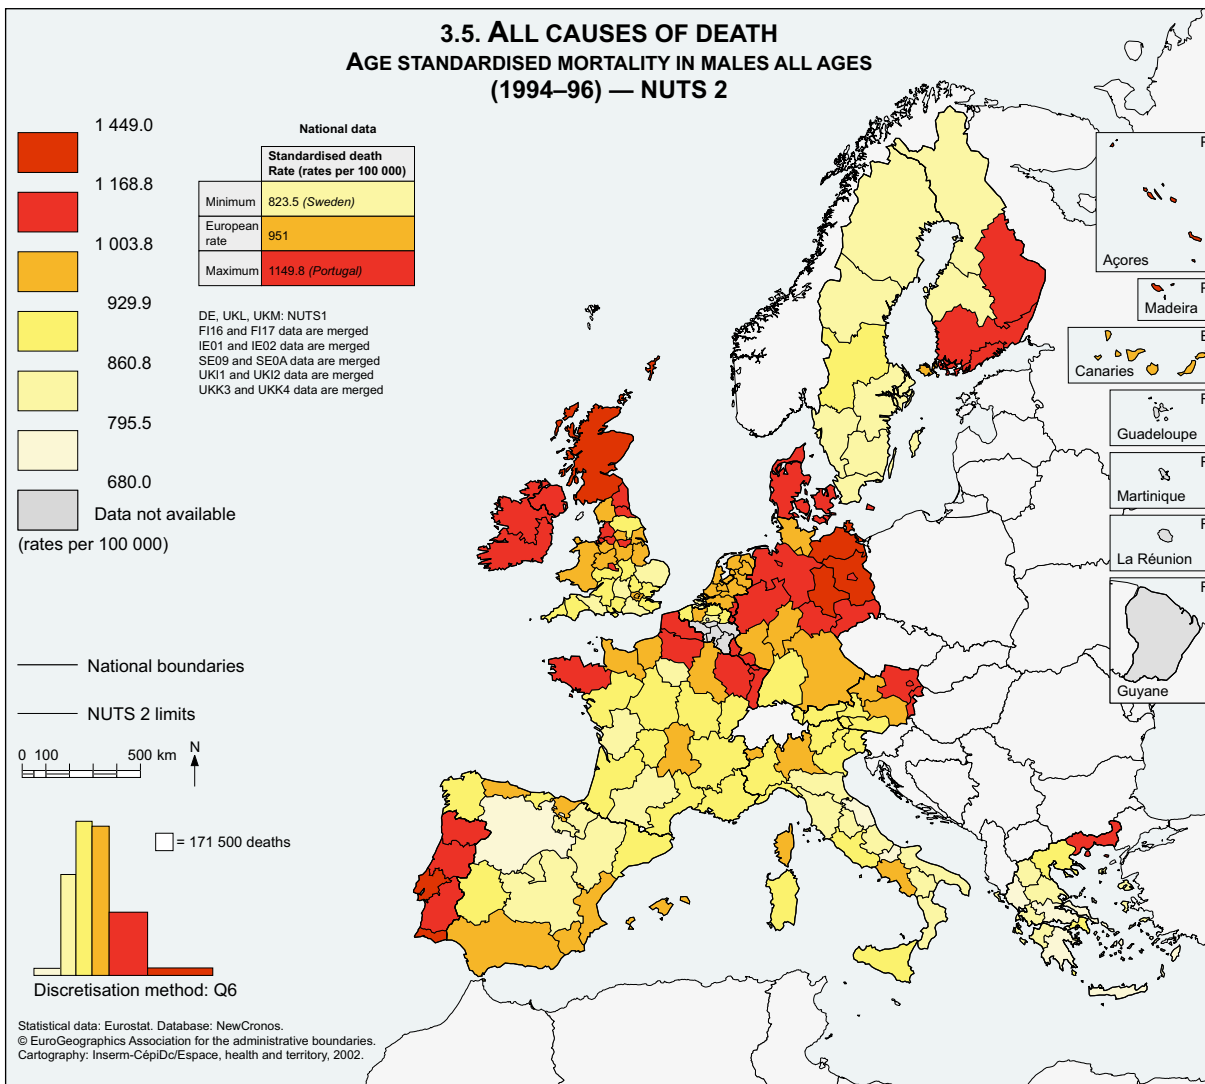 3.5. ALL CAUSES OF DEATH
AGE STANDARDISED MORTALITY IN MALES ALL AGES
(1994–96) — NUTS 2
1 449.0
1 168.8
1 003.8
929.9
860.8
795.5
680.0
Data not available
(rates per 100 000)
National data
Standardised death
Rate (rates per 100 000)
Minimum 823.5 (Sweden)
European
rate
951
Maximum 1149.8 (Portugal)
DE, UKL, UKM: NUTS1
FI16 and FI17 data are merged
IE01 and IE02 data are merged
SE09 and SE0A data are merged
UKI1 and UKI2 data are merged
UKK3 and UKK4 data are merged
National boundaries
NUTS 2 limits
0 100 500 km
N
= 171 500 deaths
Discretisation method: Q6
Statistical data: Eurostat. Database: NewCronos.
© EuroGeographics Association for the administrative boundaries.
Cartography: Inserm-CépiDc/Espace, health and territory, 2002.
Açores
Madeira
Canaries
Guadeloupe
Martinique
La Réunion
Guyane